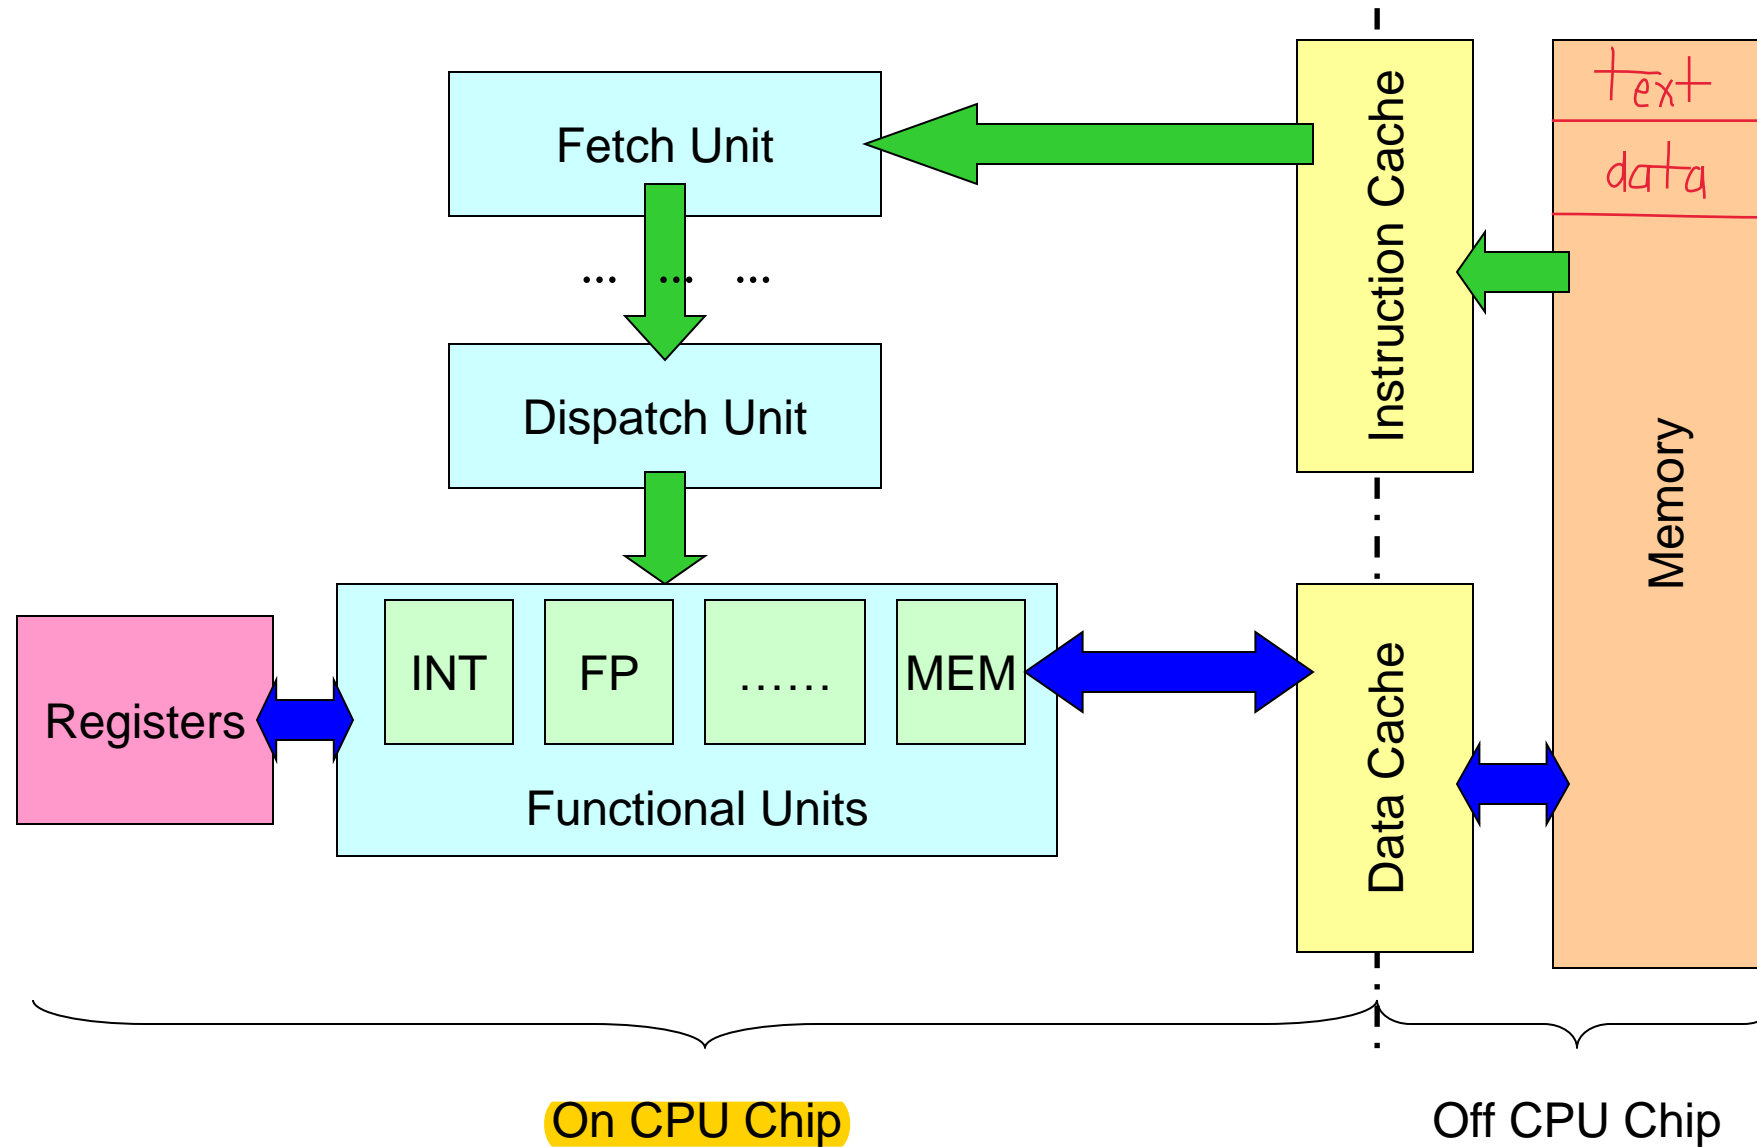 text
data
Fetch Unit
Instruction Cache
... ... ...
Dispatch Unit
Memory
INT FP ...... MEM
Registers
Functional Units
Data Cache
On CPU Chip
Off CPU Chip